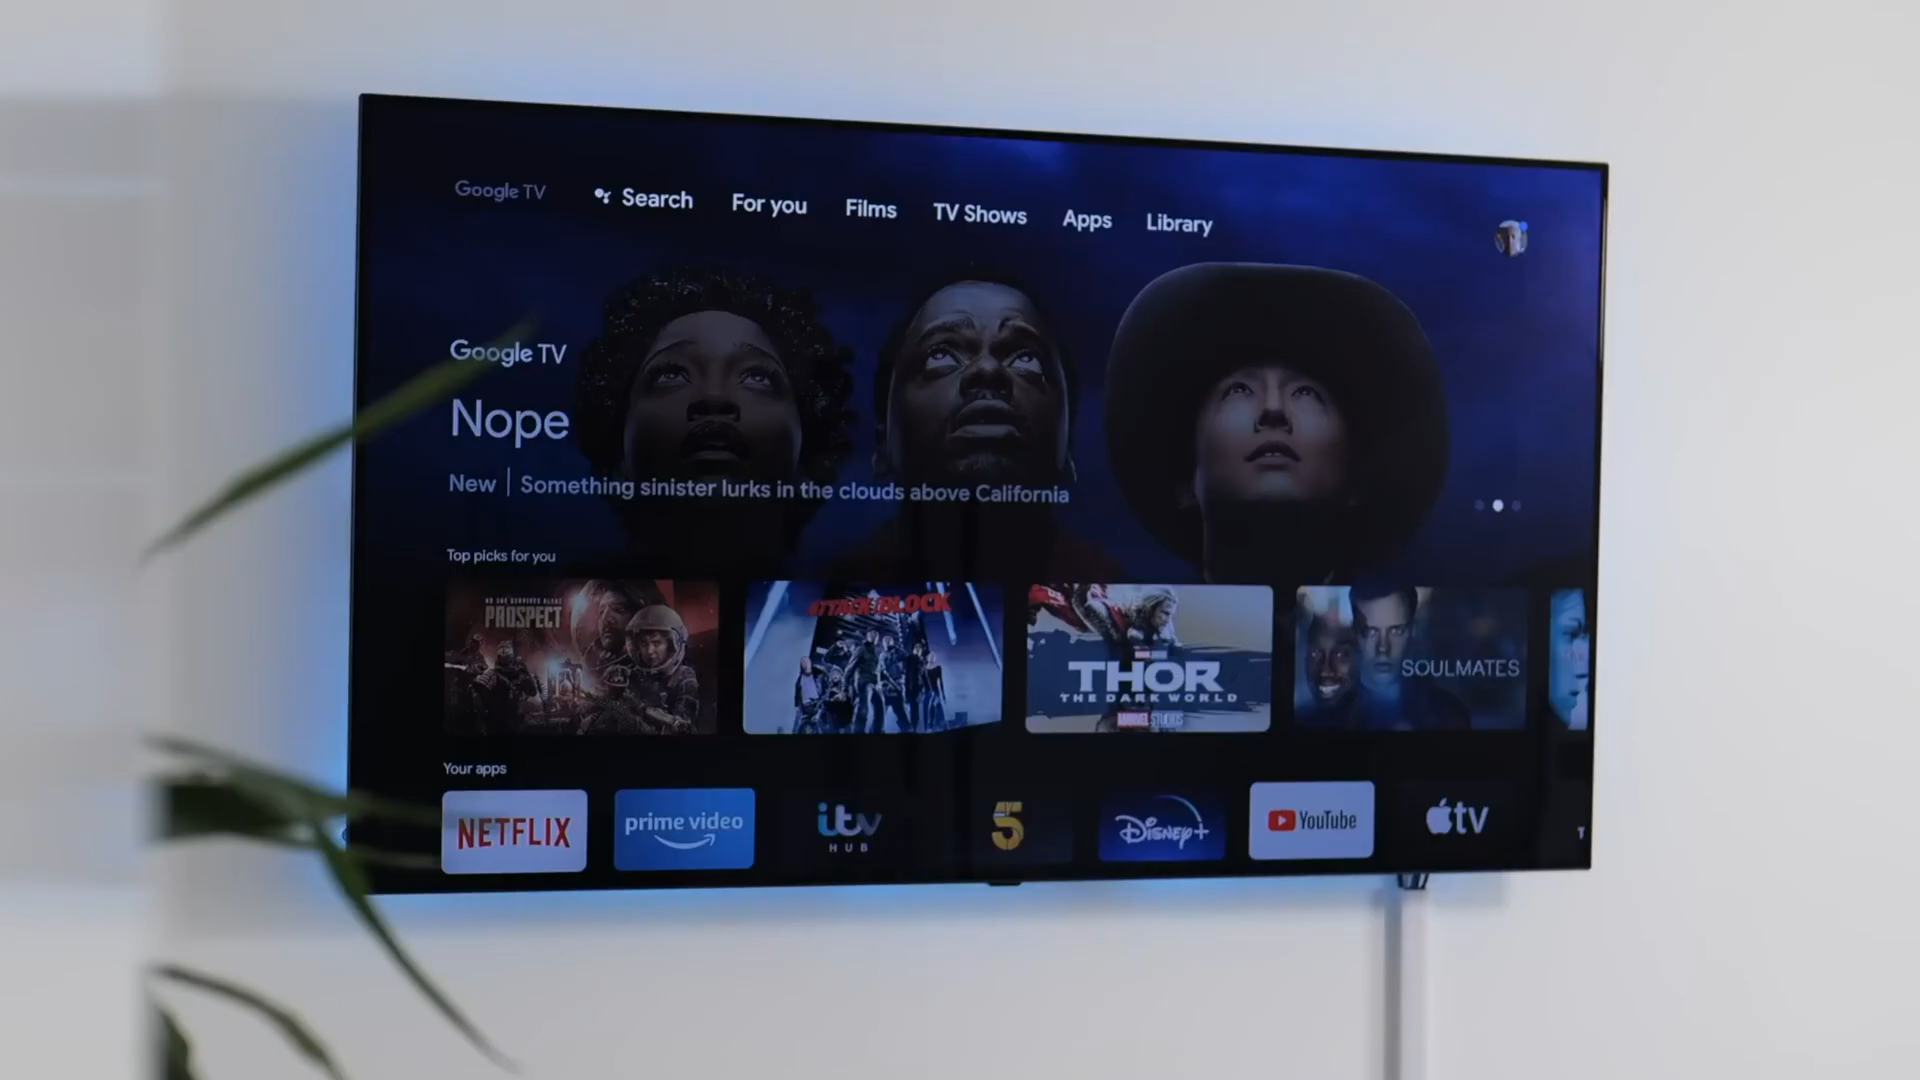 Google TV Search For you Films TV Shows Apps Library
Google TV
Nope
New | Something sinister lurks in the clouds above California
Top picks for you
PROSPECT
ATTACK THE BLOCK
THOR
THE DARK WORLD
MARVEL STUDIOS
SOULMATES
Your apps
NETFLIX
prime video
itv
HUB
5
Disney+
YouTube
tv
T